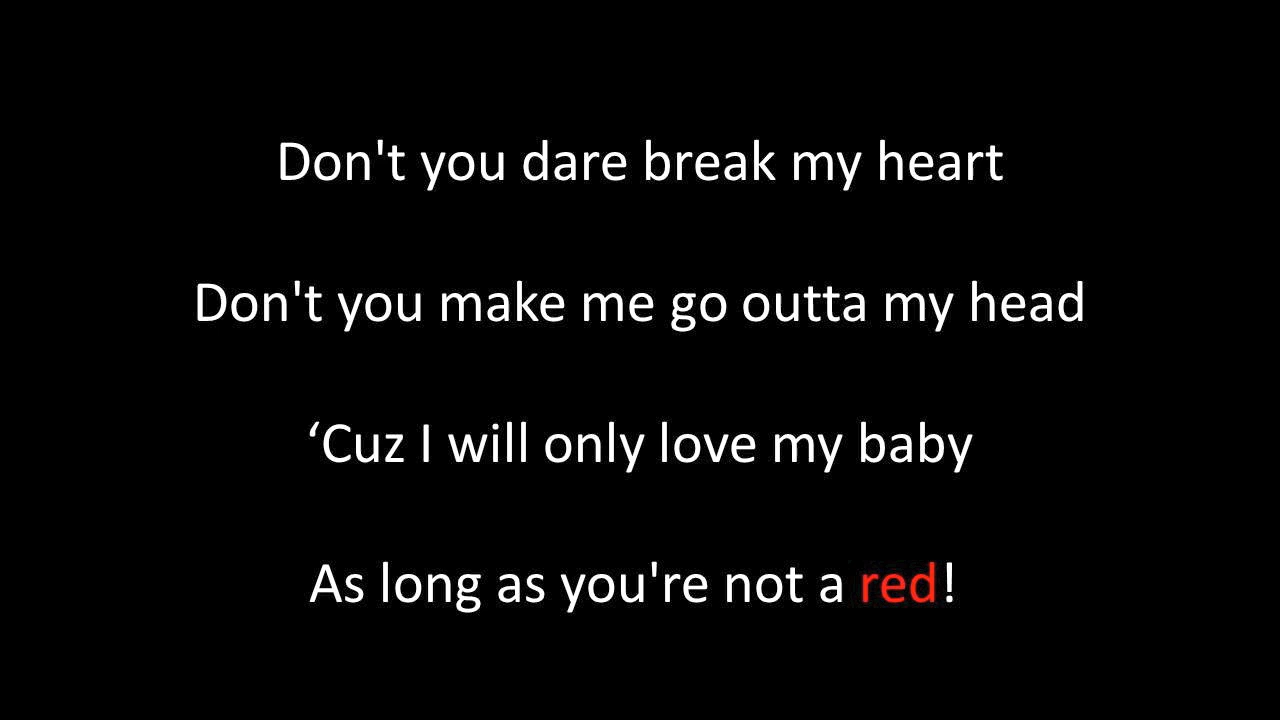 Don't you dare break my heart
Don't you make me go outta my head
‘Cuz I will only love my baby
As long as you're not a red!